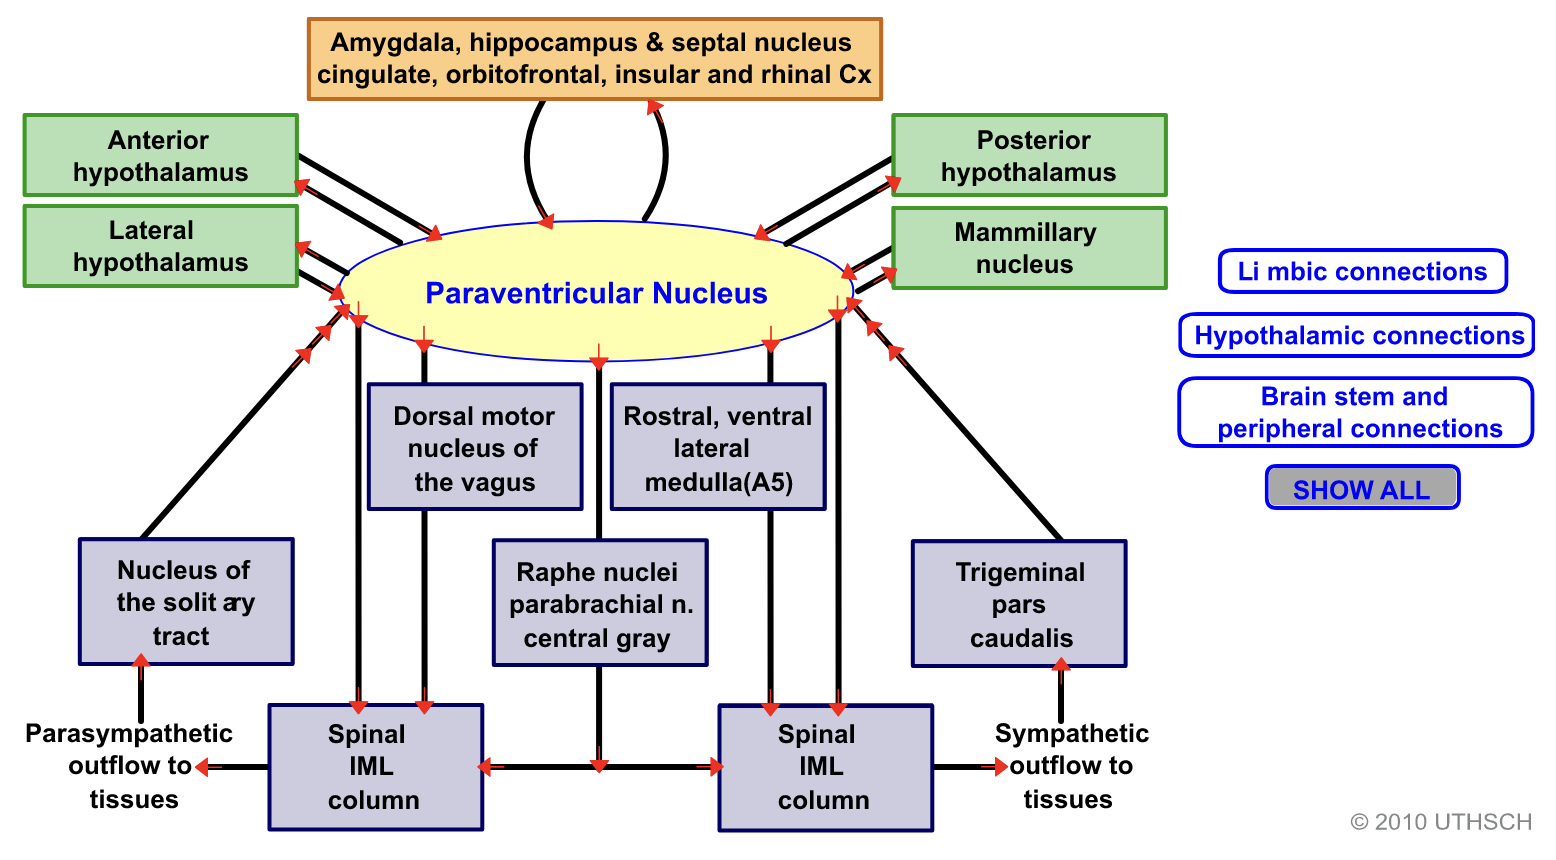 Amygdala, hippocampus & septal nucleus
cingulate, orbitofrontal, insular and rhinal Cx
Anterior
hypothalamus
Posterior
hypothalamus
Lateral
hypothalamus
Mammillary
nucleus
Paraventricular Nucleus
Li mbic connections
Hypothalamic connections
Brain stem and
peripheral connections
SHOW ALL
Dorsal motor
nucleus of
the vagus
Rostral, ventral
lateral
medulla(A5)
Nucleus of
the solit ary
tract
Raphe nuclei
parabrachial n.
central gray
Trigeminal
pars
caudalis
Parasympathetic
outflow to
tissues
Spinal
IML
column
Spinal
IML
column
Sympathetic
outflow to
tissues
© 2010 UTHSCH